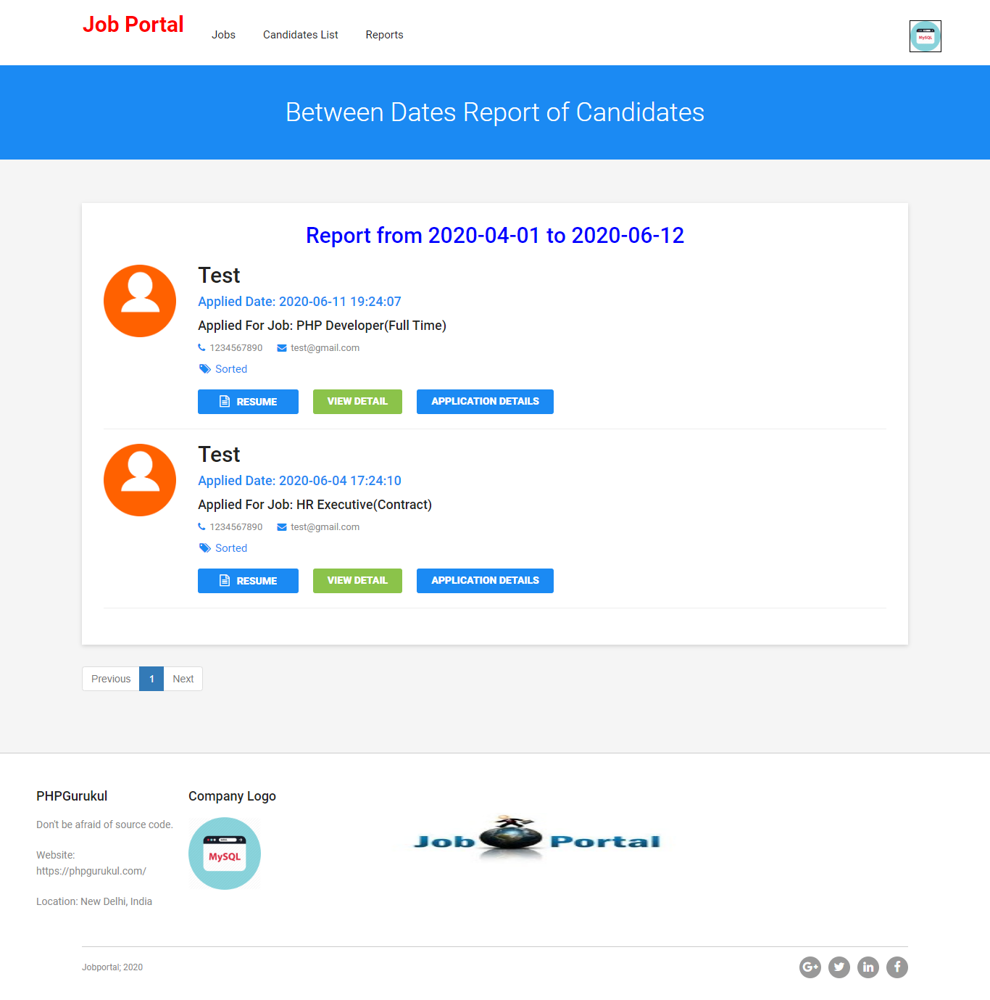 Job Portal
Jobs
Candidates List
Reports
MySQL
Between Dates Report of Candidates
Report from 2020-04-01 to 2020-06-12
Test
Applied Date: 2020-06-11 19:24:07
Applied For Job: PHP Developer(Full Time)
1234567890 test@gmail.com
Sorted
RESUME VIEW DETAIL APPLICATION DETAILS
Test
Applied Date: 2020-06-04 17:24:10
Applied For Job: HR Executive(Contract)
1234567890 test@gmail.com
Sorted
RESUME VIEW DETAIL APPLICATION DETAILS
Previous 1 Next
PHPGurukul
Don't be afraid of source code.
Website:
https://phpgurukul.com/
Location: New Delhi, India
Company Logo
MySQL
Job Portal
Jobportal; 2020